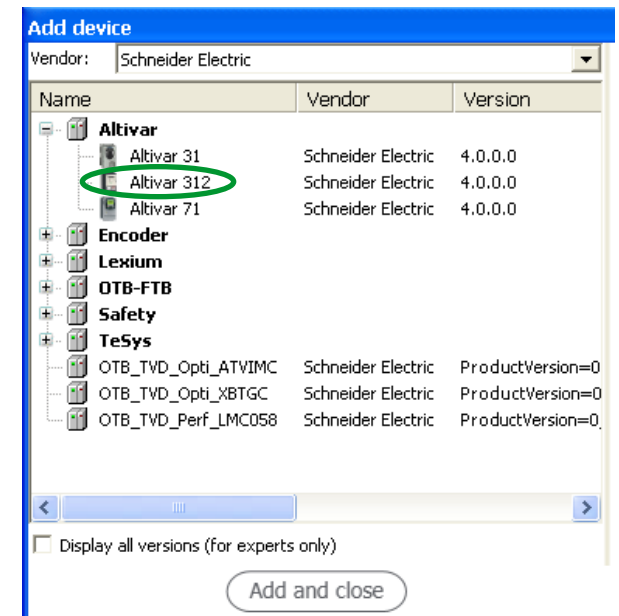 Add device
Vendor: Schneider Electric
Name Vendor Version
Altivar
Altivar 31 Schneider Electric 4.0.0.0
Altivar 312 Schneider Electric 4.0.0.0
Altivar 71 Schneider Electric 4.0.0.0
Encoder
Lexium
OTB-FTB
Safety
TeSys
OTB_TVD_Opti_ATVIMC Schneider Electric ProductVersion=0
OTB_TVD_Opti_XBTGC Schneider Electric ProductVersion=0
OTB_TVD_Perf_LMC058 Schneider Electric ProductVersion=0_
Display all versions (for experts only)
Add and close